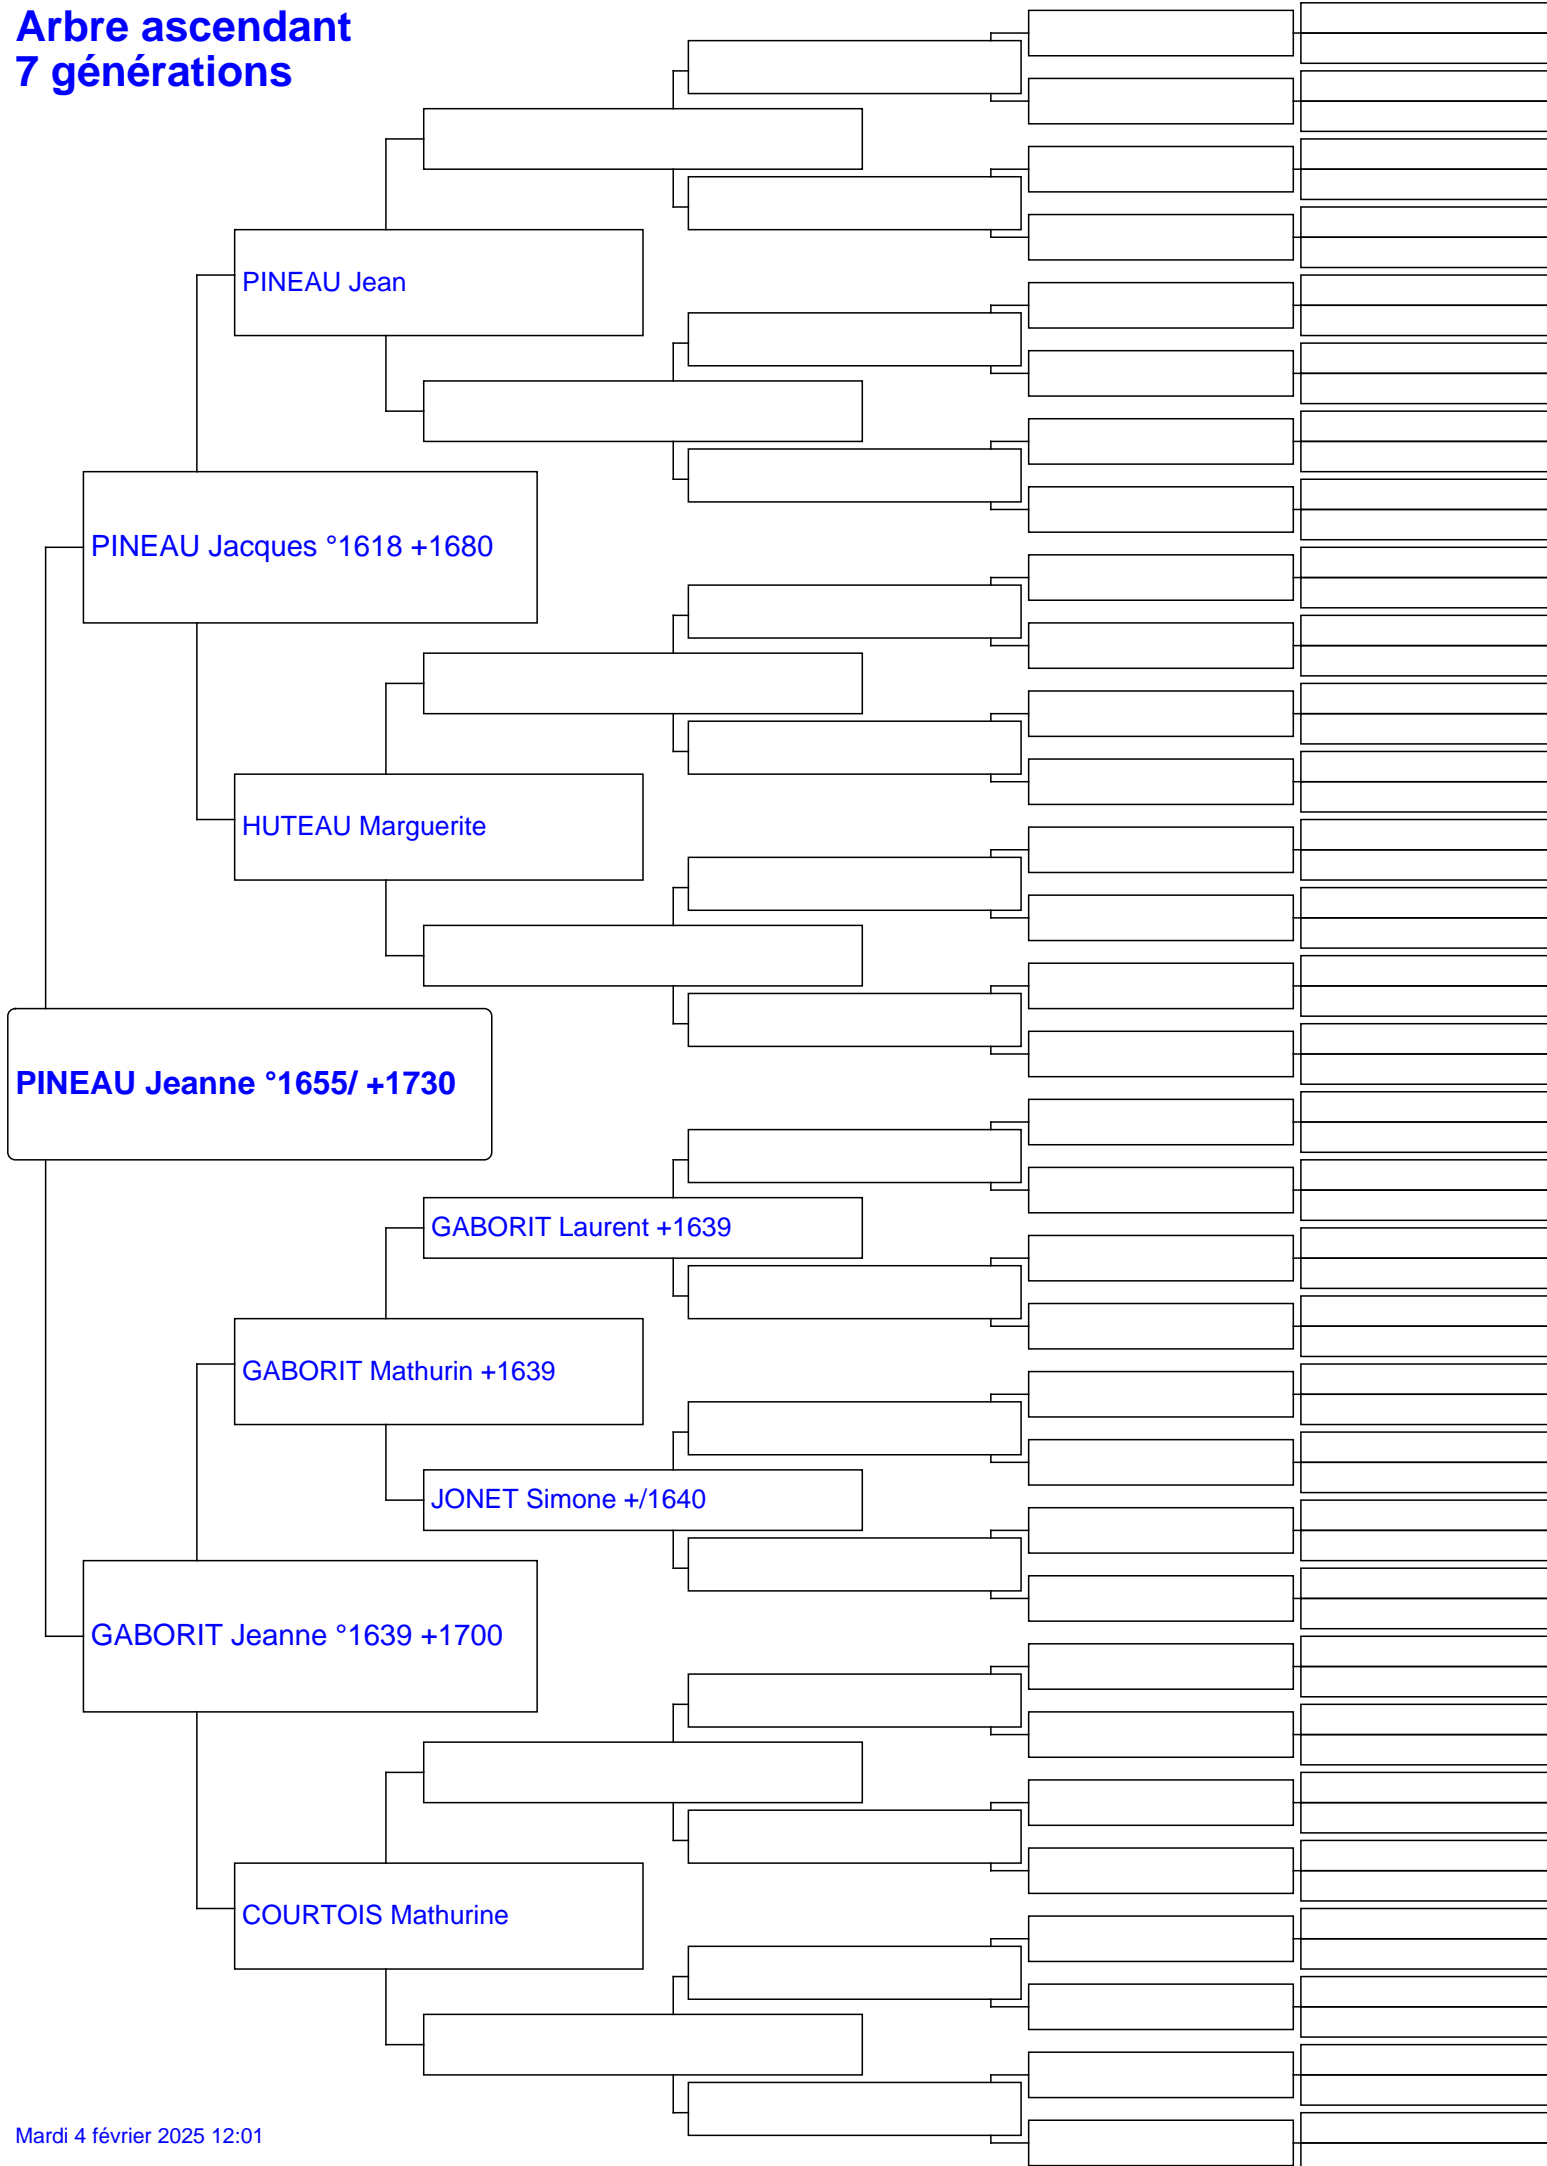 Arbre ascendant
7 générations
PINEAU Jean
PINEAU Jacques °1618 +1680
HUTEAU Marguerite
PINEAU Jeanne °1655/ +1730
GABORIT Laurent +1639
GABORIT Mathurin +1639
JONET Simone +/1640
GABORIT Jeanne °1639 +1700
COURTOIS Mathurine
Mardi 4 février 2025 12:01